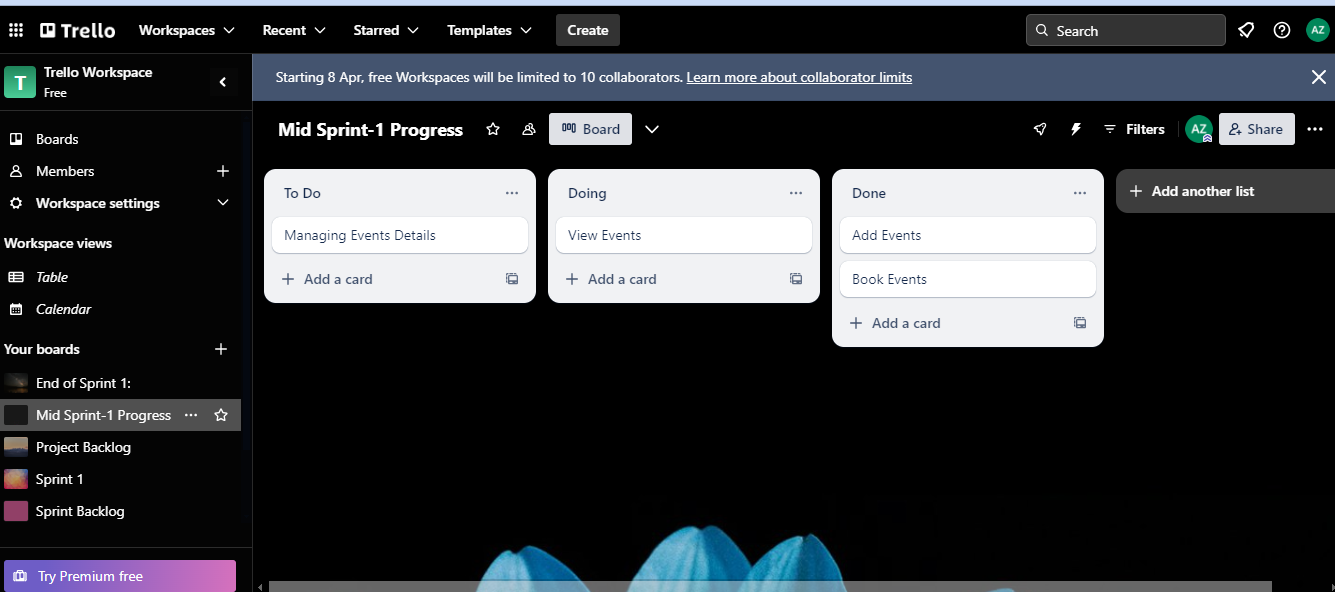 Trello
Workspaces
Recent
Starred
Templates
Create
Search
AZ
T
Trello Workspace
Free
Starting 8 Apr, free Workspaces will be limited to 10 collaborators. Learn more about collaborator limits
Boards
Members
Workspace settings
Workspace views
Table
Calendar
Your boards
End of Sprint 1:
Mid Sprint-1 Progress
Project Backlog
Sprint 1
Sprint Backlog
Try Premium free
Mid Sprint-1 Progress
Board
Filters
AZ
Share
To Do
Managing Events Details
Add a card
Doing
View Events
Add a card
Done
Add Events
Book Events
Add a card
Add another list